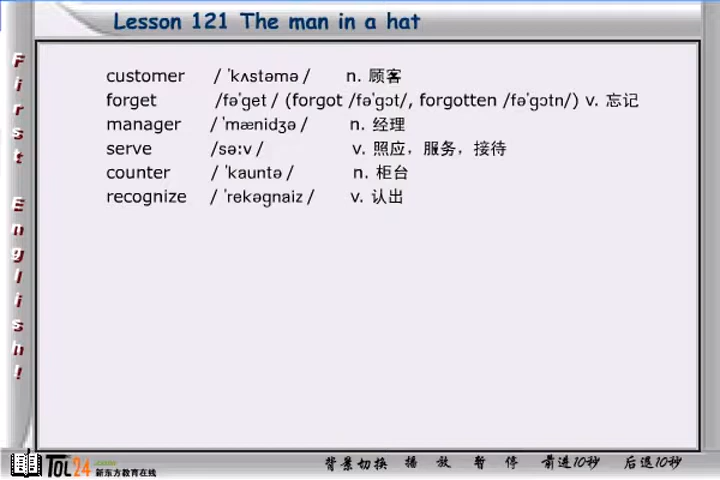 Lesson 121 The man in a hat
First English!
customer / ˈkʌstəmə / n. 顾客
forget /fəˈget / (forgot /fəˈgɔt/, forgotten /fəˈgɔtn/) v. 忘记
manager / ˈmænidʒə / n. 经理
serve /sə:v / v. 照应，服务，接待
counter / ˈkauntə / n. 柜台
recognize / ˈrekəgnaiz / v. 认出
TOL24.com 新东方教育在线
背景切换 播放 暂停 前进10秒 后退10秒